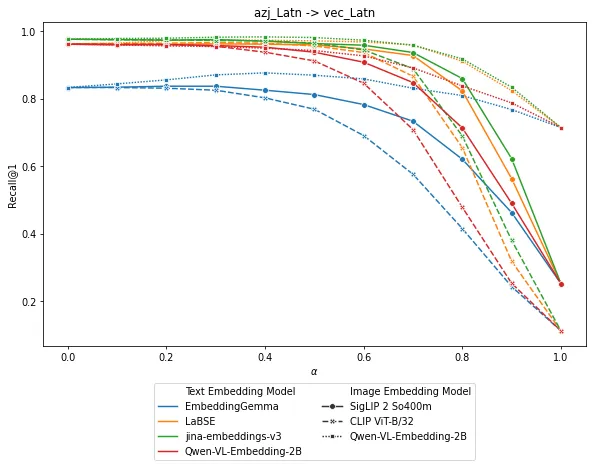 azj_Latn -> vec_Latn
1.0
0.8
0.6
0.4
0.2
Recall@1
0.0 0.2 0.4 0.6 0.8 1.0
α
Text Embedding Model Image Embedding Model
EmbeddingGemma SigLIP 2 So400m
LaBSE CLIP ViT-B/32
jina-embeddings-v3 Qwen-VL-Embedding-2B
Qwen-VL-Embedding-2B